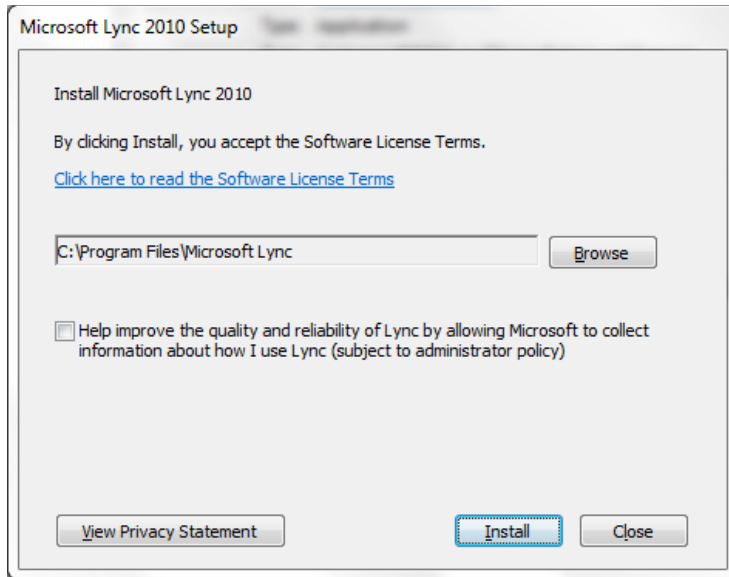 Microsoft Lync 2010 Setup
Install Microsoft Lync 2010
By clicking Install, you accept the Software License Terms.
Click here to read the Software License Terms
C:\Program Files\Microsoft Lync
Browse
Help improve the quality and reliability of Lync by allowing Microsoft to collect
information about how I use Lync (subject to administrator policy)
View Privacy Statement
Install
Close